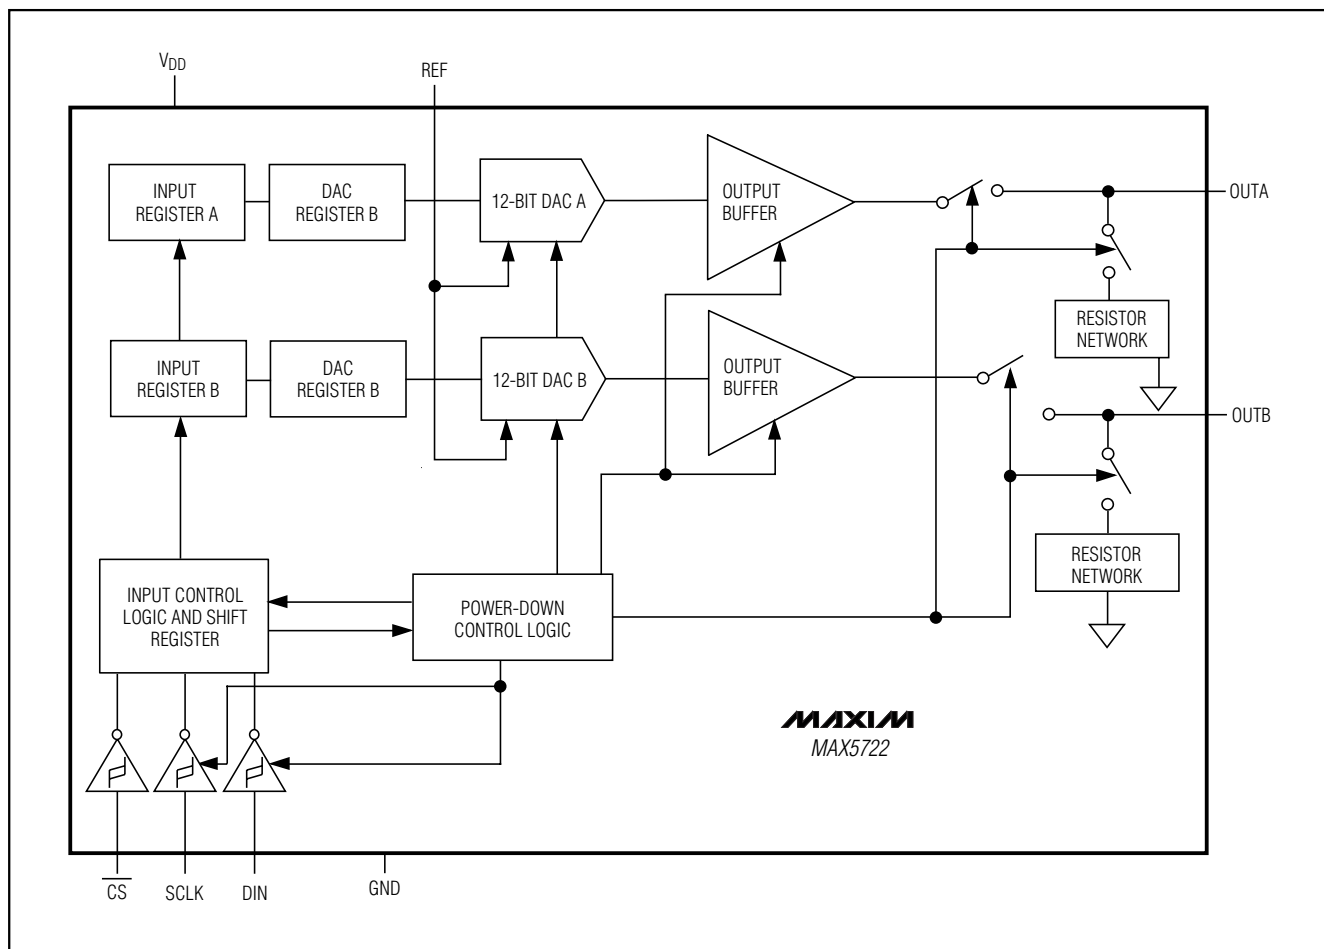 VDD
REF
INPUT
REGISTER A
DAC
REGISTER B
12-BIT DAC A
OUTPUT
BUFFER
OUTA
RESISTOR
NETWORK
INPUT
REGISTER B
DAC
REGISTER B
12-BIT DAC B
OUTPUT
BUFFER
OUTB
RESISTOR
NETWORK
INPUT CONTROL
LOGIC AND SHIFT
REGISTER
POWER-DOWN
CONTROL LOGIC
MAXIM
MAX5722
CS
SCLK
DIN
GND